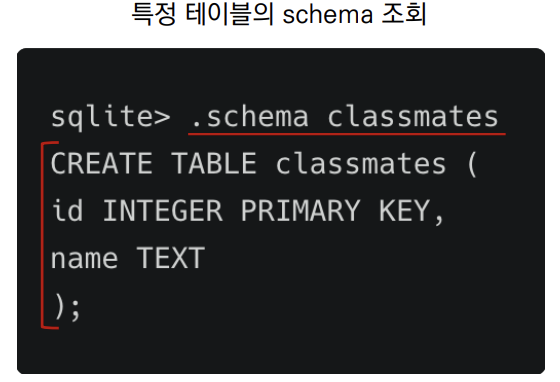 특정 테이블의 schema 조회
sqlite> .schema classmates
CREATE TABLE classmates (
id INTEGER PRIMARY KEY,
name TEXT
);